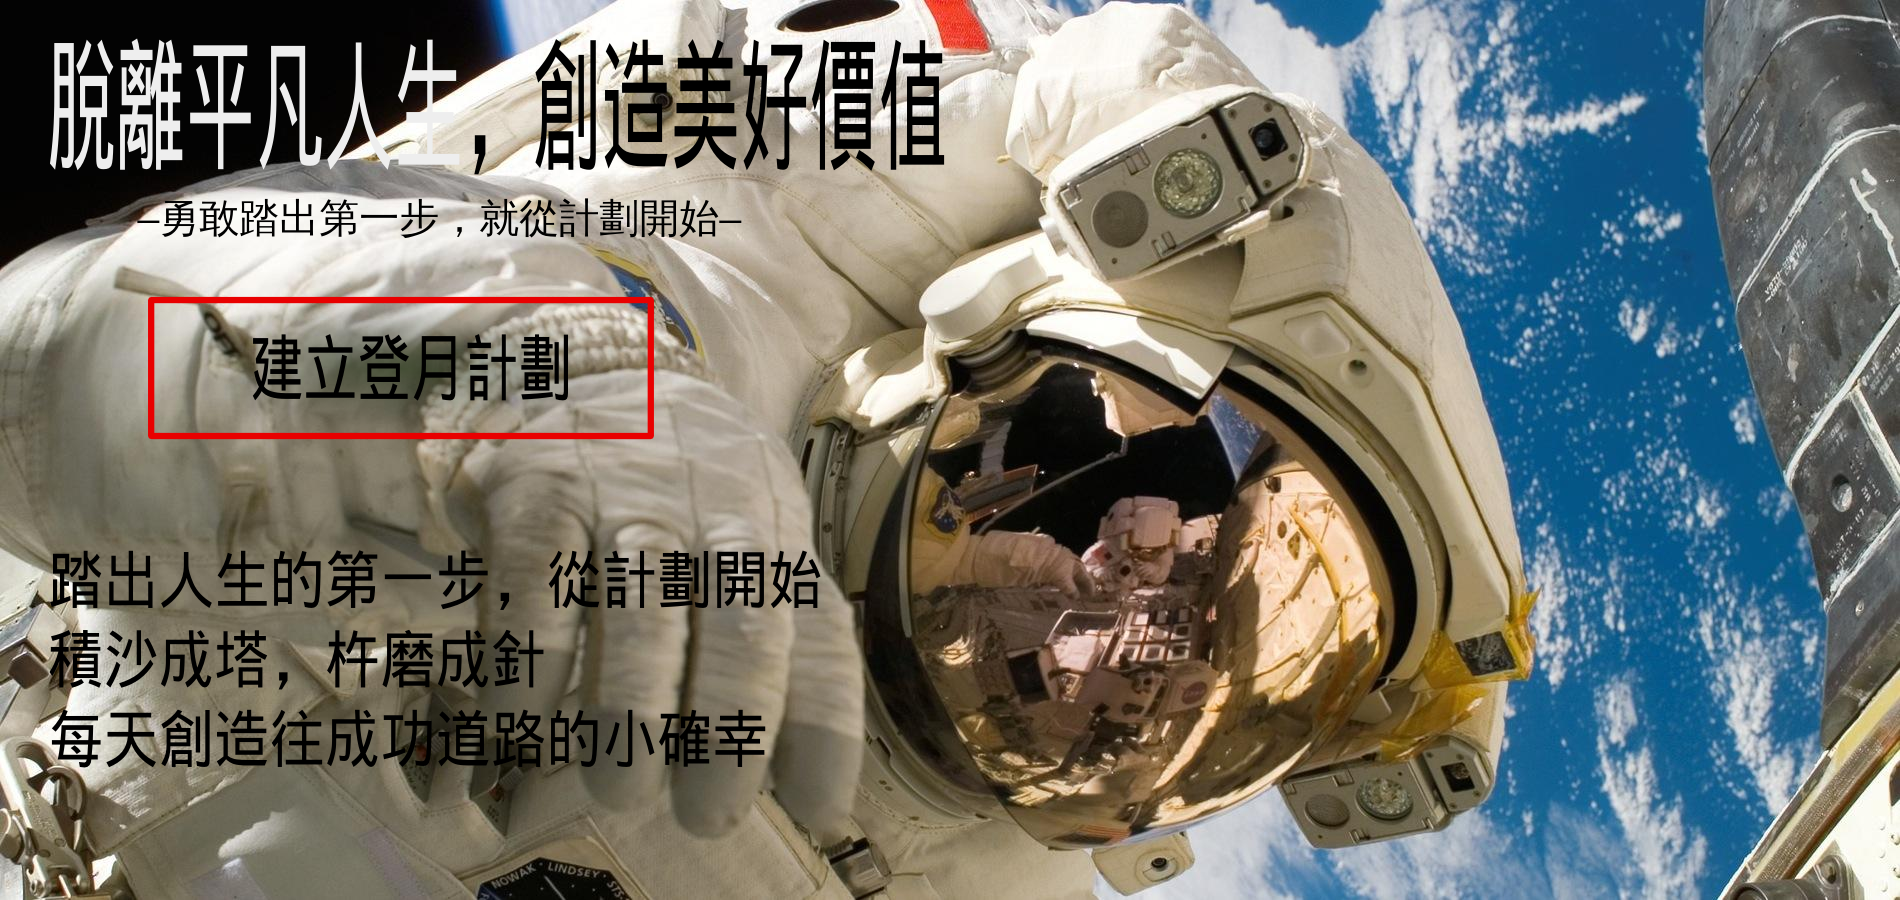 脫離平凡人生，創造美好價值
–勇敢踏出第一步，就從計劃開始–
建立登月計劃
踏出人生的第一步，從計劃開始
積沙成塔，杵磨成針
每天創造往成功道路的小確幸
NOWAK · LINDSEY · STS-